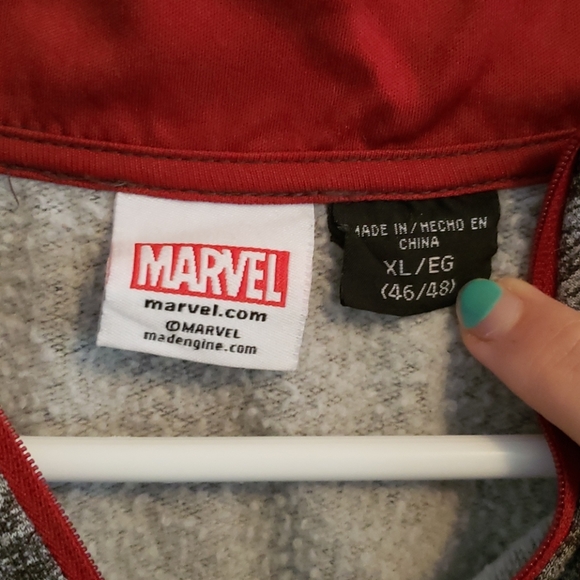 MARVEL
marvel.com
©MARVEL
madengine.com
MADE IN/HECHO EN
CHINA
XL/EG
(46/48)